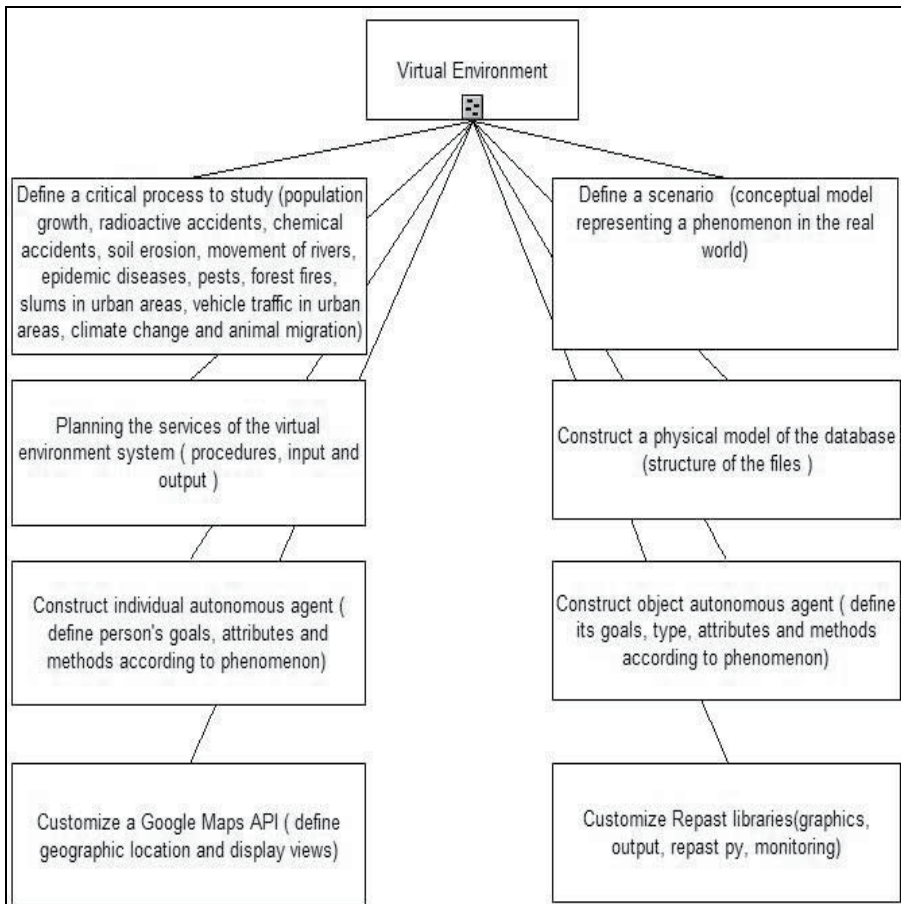 Virtual Environment
Define a critical process to study (population
growth, radioactive accidents, chemical
accidents, soil erosion, movement of rivers,
epidemic diseases, pests, forest fires,
slums in urban areas, vehicle traffic in urban
areas, climate change and animal migration)
Define a scenario (conceptual model
representing a phenomenon in the real
world)
Planning the services of the virtual
environment system ( procedures, input and
output )
Construct a physical model of the database
(structure of the files )
Construct individual autonomous agent (
define person's goals, attributes and
methods according to phenomenon)
Construct object autonomous agent ( define
its goals, type, attributes and methods
according to phenomenon)
Customize a Google Maps API ( define
geographic location and display views)
Customize Repast libraries(graphics,
output, repast py, monitoring)